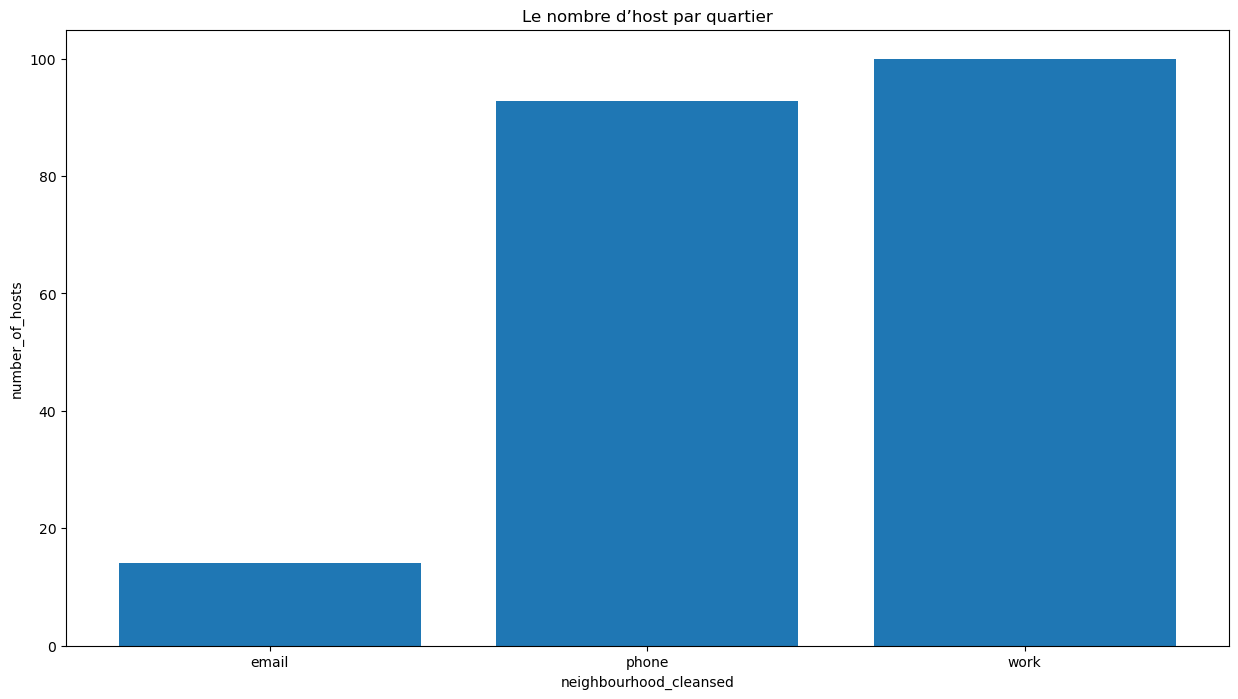 Le nombre d’host par quartier
number_of_hosts
100
80
60
40
20
0
email phone work
neighbourhood_cleansed